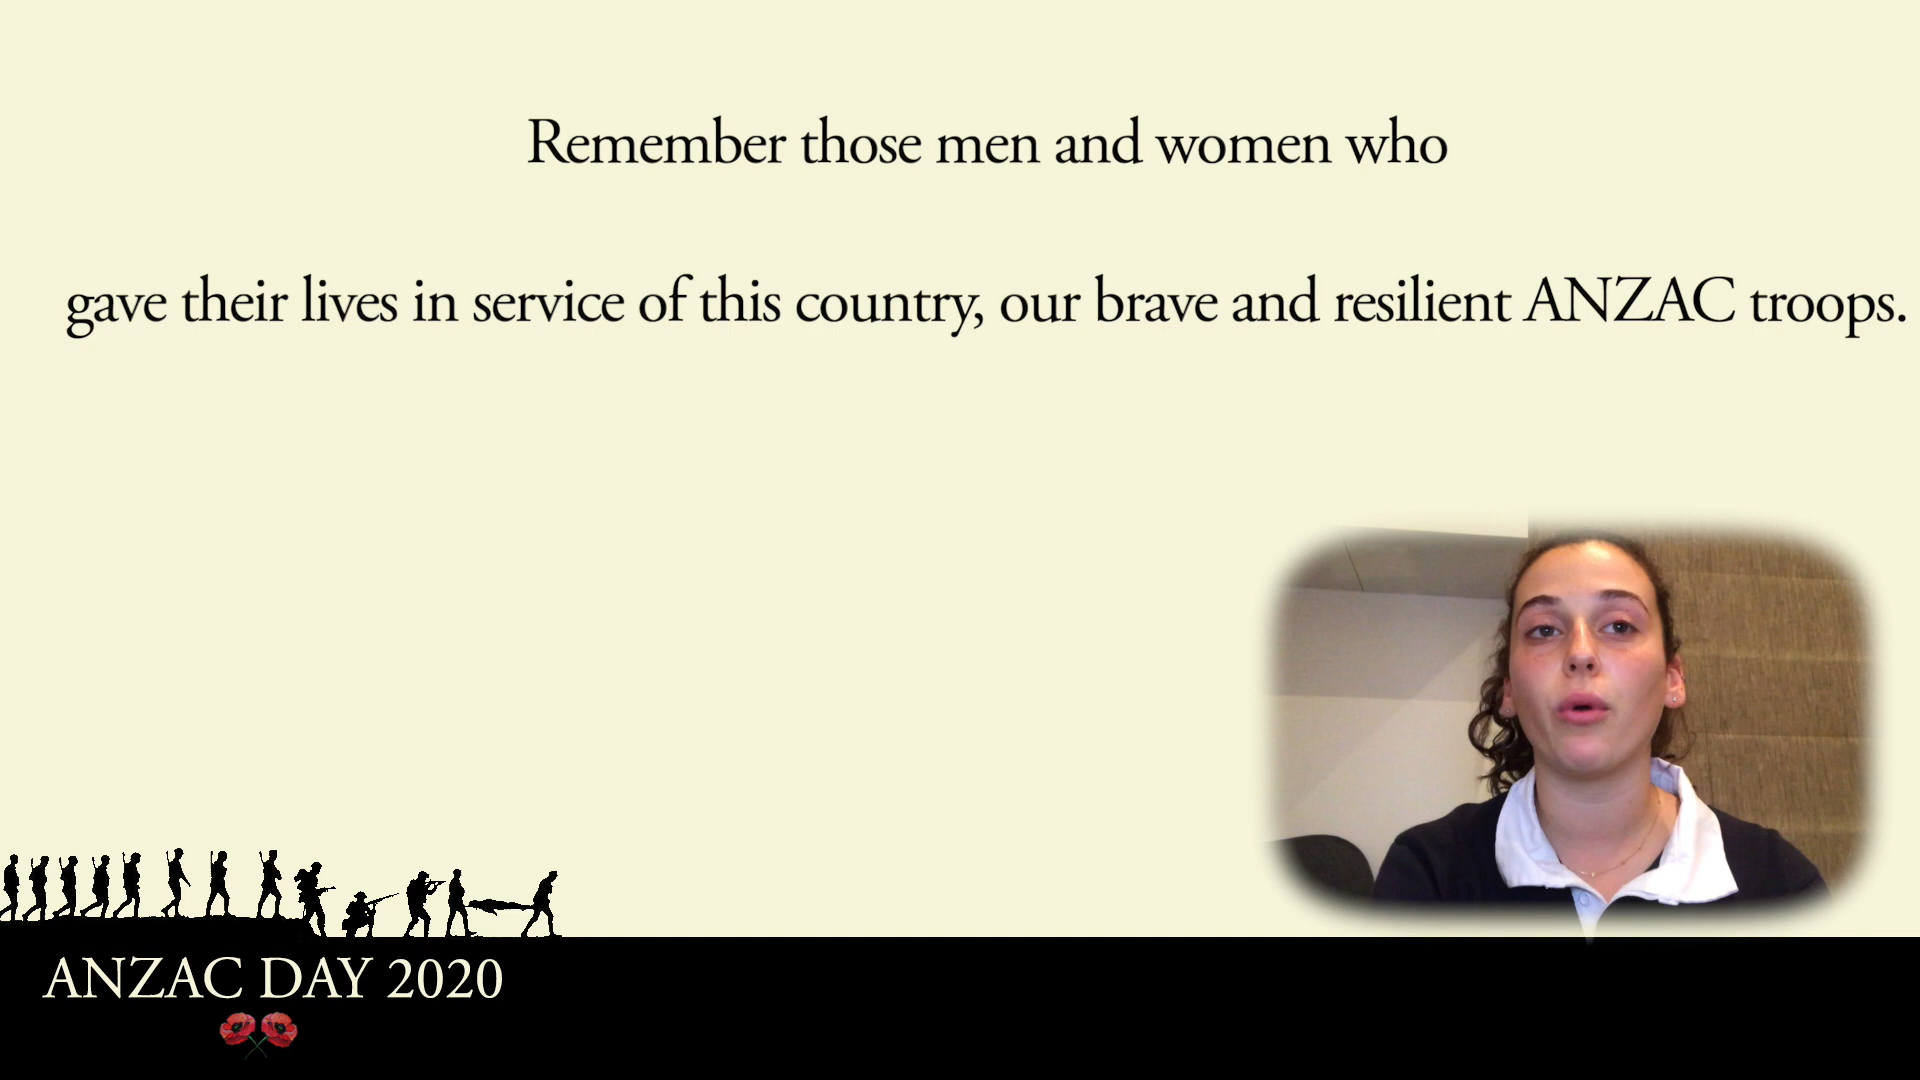 Remember those men and women who
gave their lives in service of this country, our brave and resilient ANZAC troops.
ANZAC DAY 2020